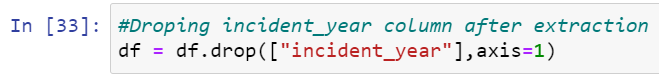 In [33]: #Droping incident_year column after extraction
df = df.drop(["incident_year"],axis=1)